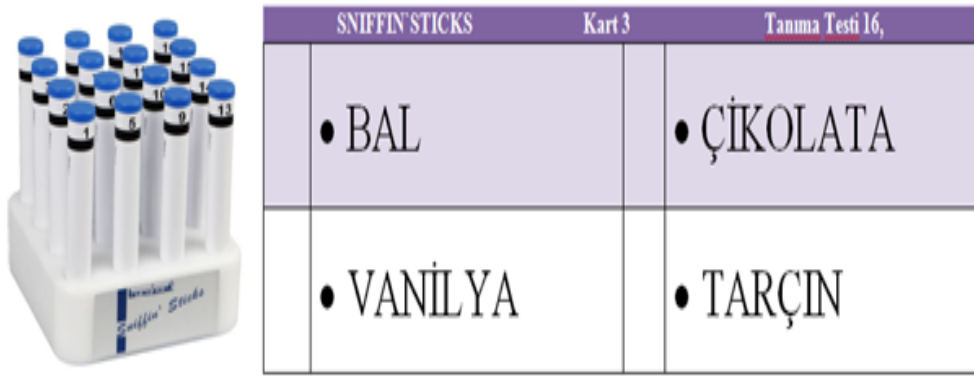 SNIFFIN`STICKS Kart 3 Tanıma Testi 16,
• BAL • ÇİKOLATA
• VANİLYA • TARÇIN
1 5 9 13
Sniffin' Sticks